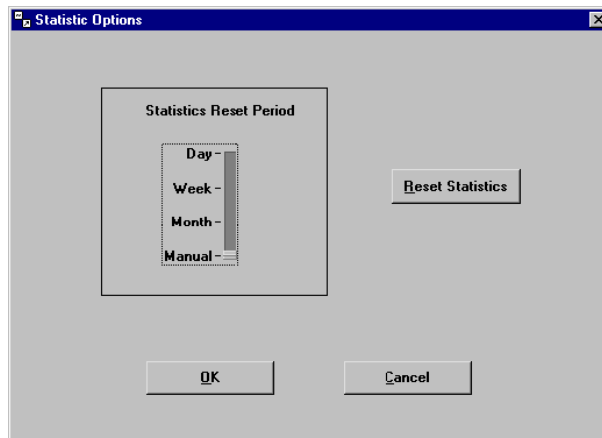 Statistic Options
Statistics Reset Period
Day
Week
Month
Manual
Reset Statistics
OK
Cancel